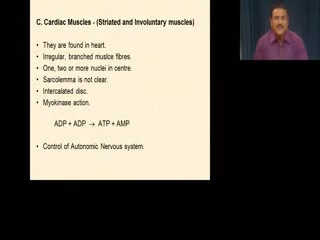 C. Cardiac Muscles - (Striated and Involuntary muscles)
• They are found in heart.
• Irregular, branched muslce fibres.
• One, two or more nuclei in centre.
• Sarcolemma is not clear.
• Intercalated disc.
• Myokinase action.
ADP + ADP → ATP + AMP
• Control of Autonomic Nervous system.